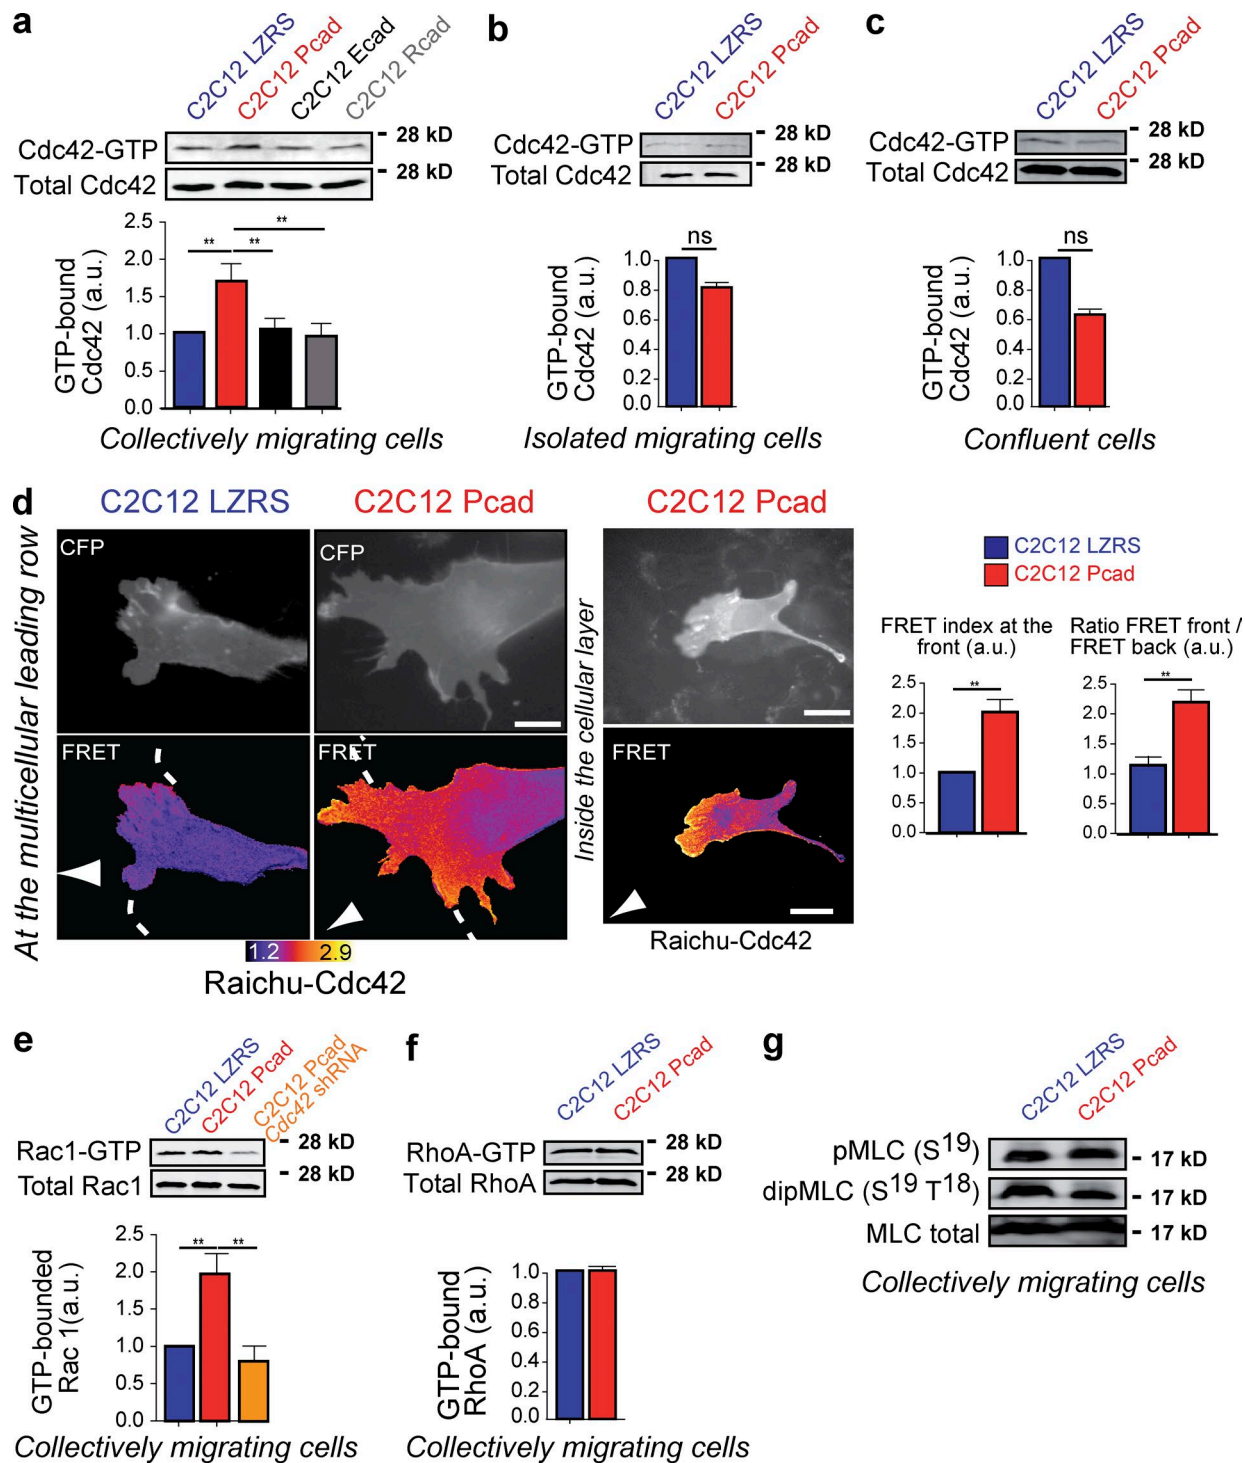 a
C2C12 LZRS
C2C12 Pcad
C2C12 Ecad
C2C12 Rcad
Cdc42-GTP
- 28 kD
Total Cdc42
- 28 kD
GTP-bound
Cdc42 (a.u.)
2.5
2.0
1.5
1.0
0.5
0.0
**
**
**
Collectively migrating cells
b
C2C12 LZRS
C2C12 Pcad
Cdc42-GTP
- 28 kD
Total Cdc42
- 28 kD
GTP-bound
Cdc42 (a.u.)
1.0
0.8
0.6
0.4
0.2
0.0
ns
Isolated migrating cells
c
C2C12 LZRS
C2C12 Pcad
Cdc42-GTP
- 28 kD
Total Cdc42
- 28 kD
GTP-bound
Cdc42 (a.u.)
1.0
0.8
0.6
0.4
0.2
0.0
ns
Confluent cells
d
C2C12 LZRS
C2C12 Pcad
C2C12 Pcad
At the multicellular leading row
CFP
CFP
FRET
FRET
1.2 2.9
Raichu-Cdc42
Inside the cellular layer
FRET
Raichu-Cdc42
C2C12 LZRS
C2C12 Pcad
FRET index at the
front (a.u.)
2.5
2.0
1.5
1.0
0.5
0.0
**
Ratio FRET front /
FRET back (a.u.)
2.5
2.0
1.5
1.0
0.5
0.0
**
e
C2C12 LZRS
C2C12 Pcad
C2C12 Pcad
Cdc42 shRNA
Rac1-GTP
- 28 kD
Total Rac1
- 28 kD
GTP-bounded
Rac 1(a.u.)
2.5
2.0
1.0
0.5
0.0
**
**
Collectively migrating cells
f
C2C12 LZRS
C2C12 Pcad
RhoA-GTP
- 28 kD
Total RhoA
- 28 kD
GTP-bound
RhoA (a.u.)
1.0
0.8
0.6
0.4
0.2
0.0
Collectively migrating cells
g
C2C12 LZRS
C2C12 Pcad
pMLC (S19)
- 17 kD
dipMLC (S19 T18)
- 17 kD
MLC total
- 17 kD
Collectively migrating cells